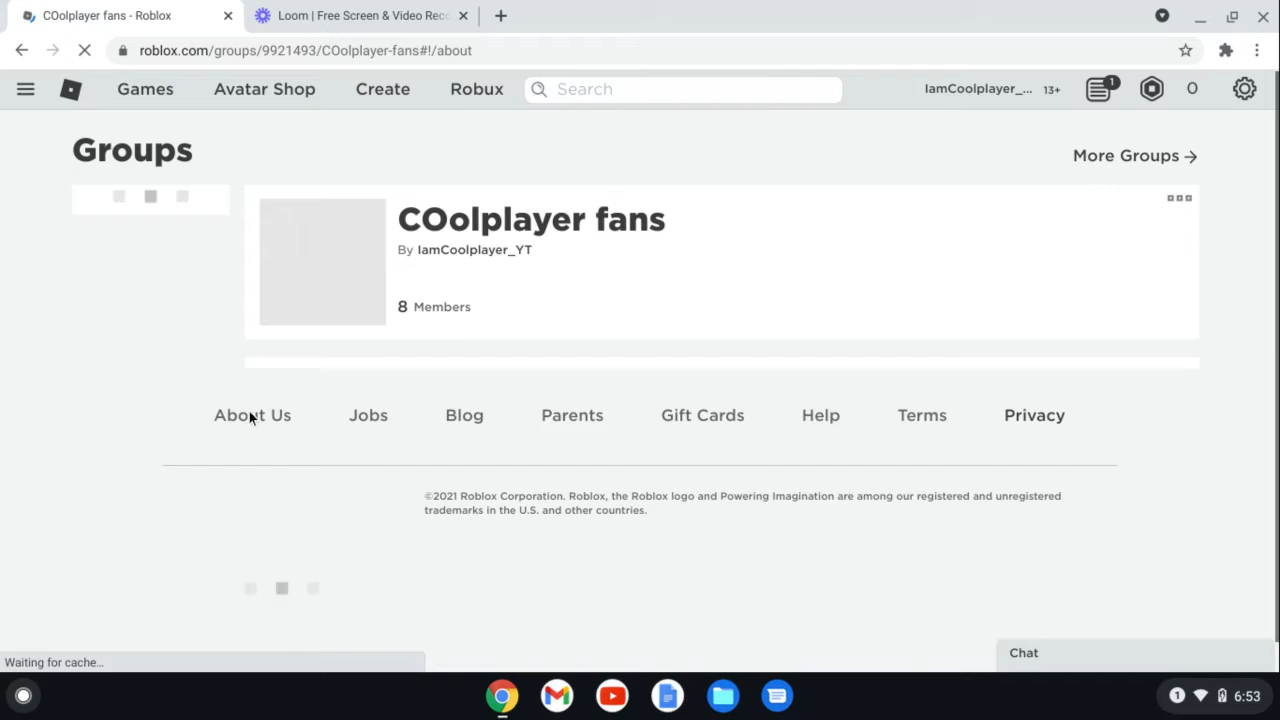 COolplayer fans - Roblox
Loom | Free Screen & Video Rec
roblox.com/groups/9921493/COolplayer-fans#!/about
Games Avatar Shop Create Robux Search IamCoolplayer_... 13+ 1 0
Groups
More Groups
COolplayer fans
By IamCoolplayer_YT
8 Members
About Us Jobs Blog Parents Gift Cards Help Terms Privacy
©2021 Roblox Corporation. Roblox, the Roblox logo and Powering Imagination are among our registered and unregistered
trademarks in the U.S. and other countries.
Chat
Waiting for cache...
1 6:53